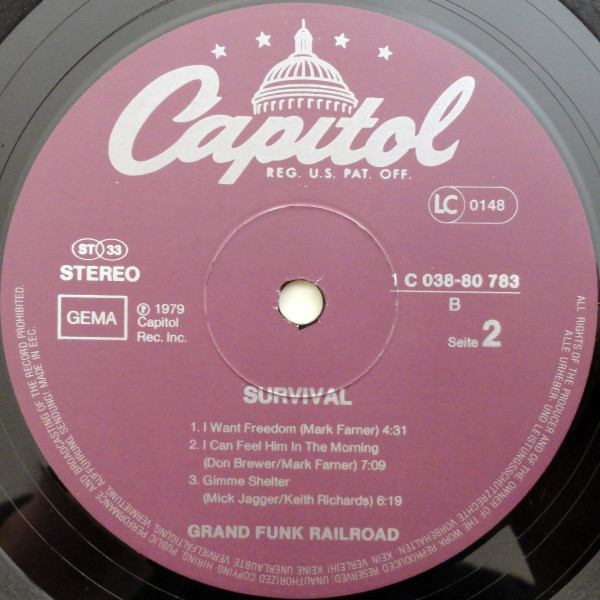 Capitol
REG. U.S. PAT. OFF.
LC 0148
ST 33
STEREO
GEMA
℗ 1979
Capitol
Rec. Inc.
1 C 038-80 783
B
Seite 2
SURVIVAL
1. I Want Freedom (Mark Farner) 4:31
2. I Can Feel Him In The Morning
(Don Brewer/Mark Farner) 7:09
3. Gimme Shelter
(Mick Jagger/Keith Richards) 6:19
GRAND FUNK RAILROAD
ALL RIGHTS OF THE PRODUCER AND OF THE OWNER OF THE WORK REPRODUCED RESERVED. UNAUTHORIZED COPYING HIRING, PUBLIC PERFORMANCE AND BROADCASTING OF THE RECORD PROHIBITED.
ALLE URHEBER- UND LEISTUNGSSCHUTZRECHTE VORBEHALTEN. KEIN VERLEIH! KEINE UNERLAUBTE VERVIELFÄLTIGUNG, VERMIETUNG, AUFFÜHRUNG, SENDUNG! MADE IN EEC.